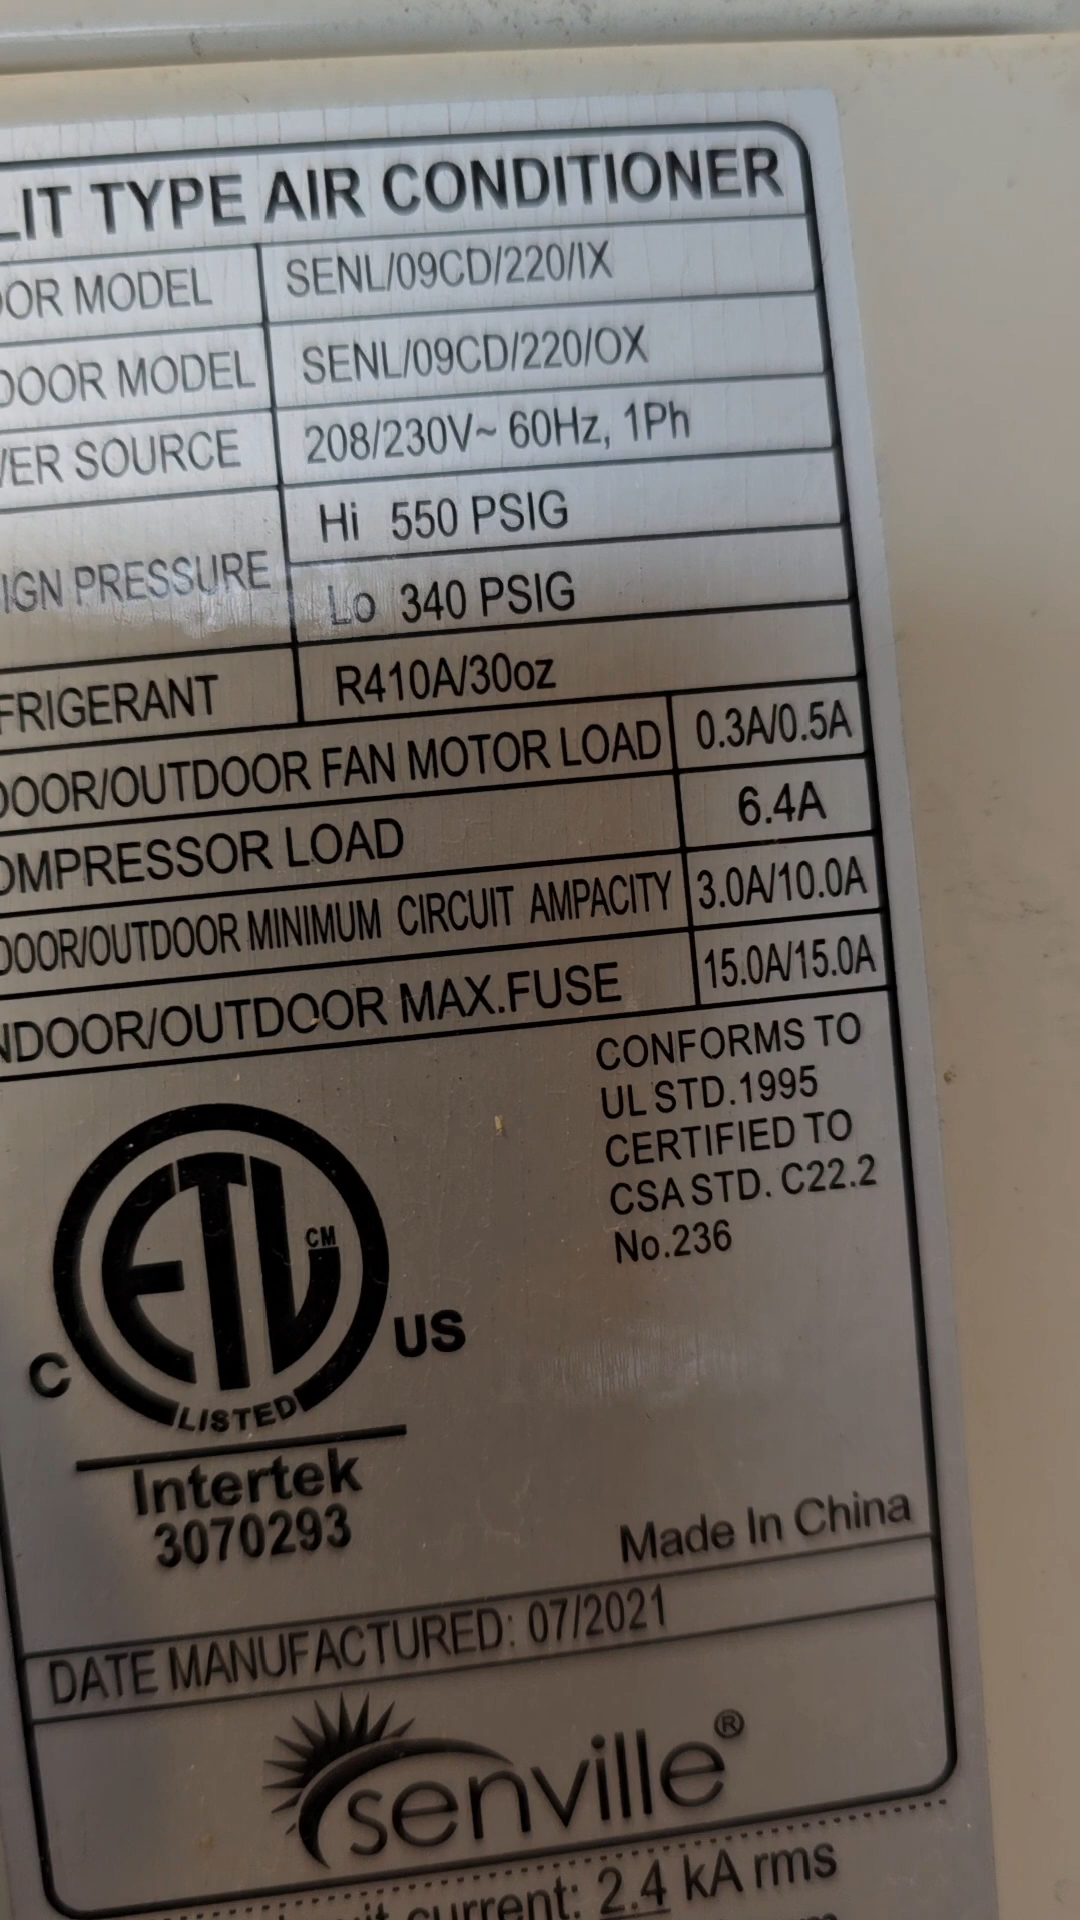 LIT TYPE AIR CONDITIONER
OOR MODEL SENL/09CD/220/IX
DOOR MODEL SENL/09CD/220/OX
WER SOURCE 208/230V~ 60Hz, 1Ph
IGN PRESSURE Hi 550 PSIG
Lo 340 PSIG
FRIGERANT R410A/30oz
DOOR/OUTDOOR FAN MOTOR LOAD 0.3A/0.5A
OMPRESSOR LOAD 6.4A
DOOR/OUTDOOR MINIMUM CIRCUIT AMPACITY 3.0A/10.0A
NDOOR/OUTDOOR MAX.FUSE 15.0A/15.0A
CONFORMS TO
UL STD.1995
CERTIFIED TO
CSA STD. C22.2
No.236
ETL CM
C US
LISTED
Intertek
3070293
Made In China
DATE MANUFACTURED: 07/2021
senville®
current: 2.4 kA rms